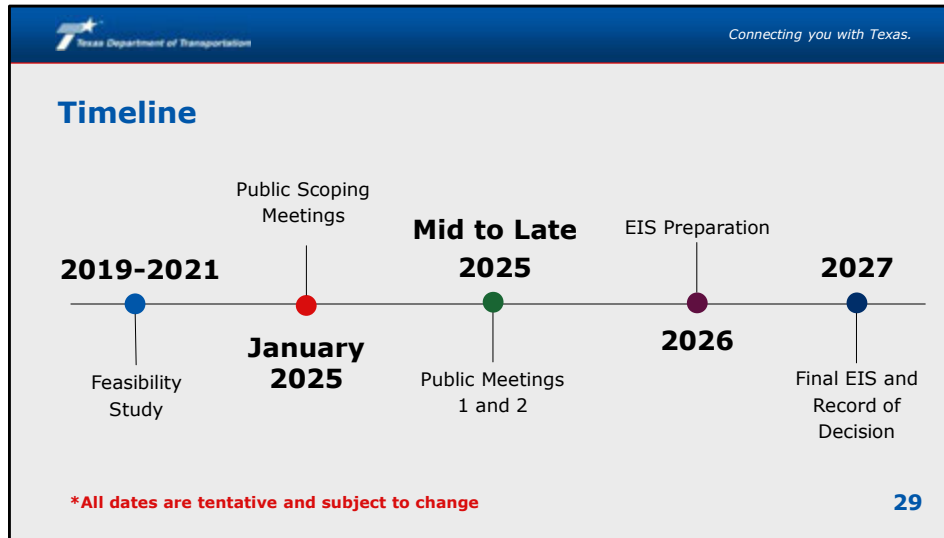 Texas Department of Transportation
Connecting you with Texas.
Timeline
2019-2021
Feasibility
Study
Public Scoping
Meetings
January
2025
Mid to Late
2025
Public Meetings
1 and 2
EIS Preparation
2026
2027
Final EIS and
Record of
Decision
*All dates are tentative and subject to change
29